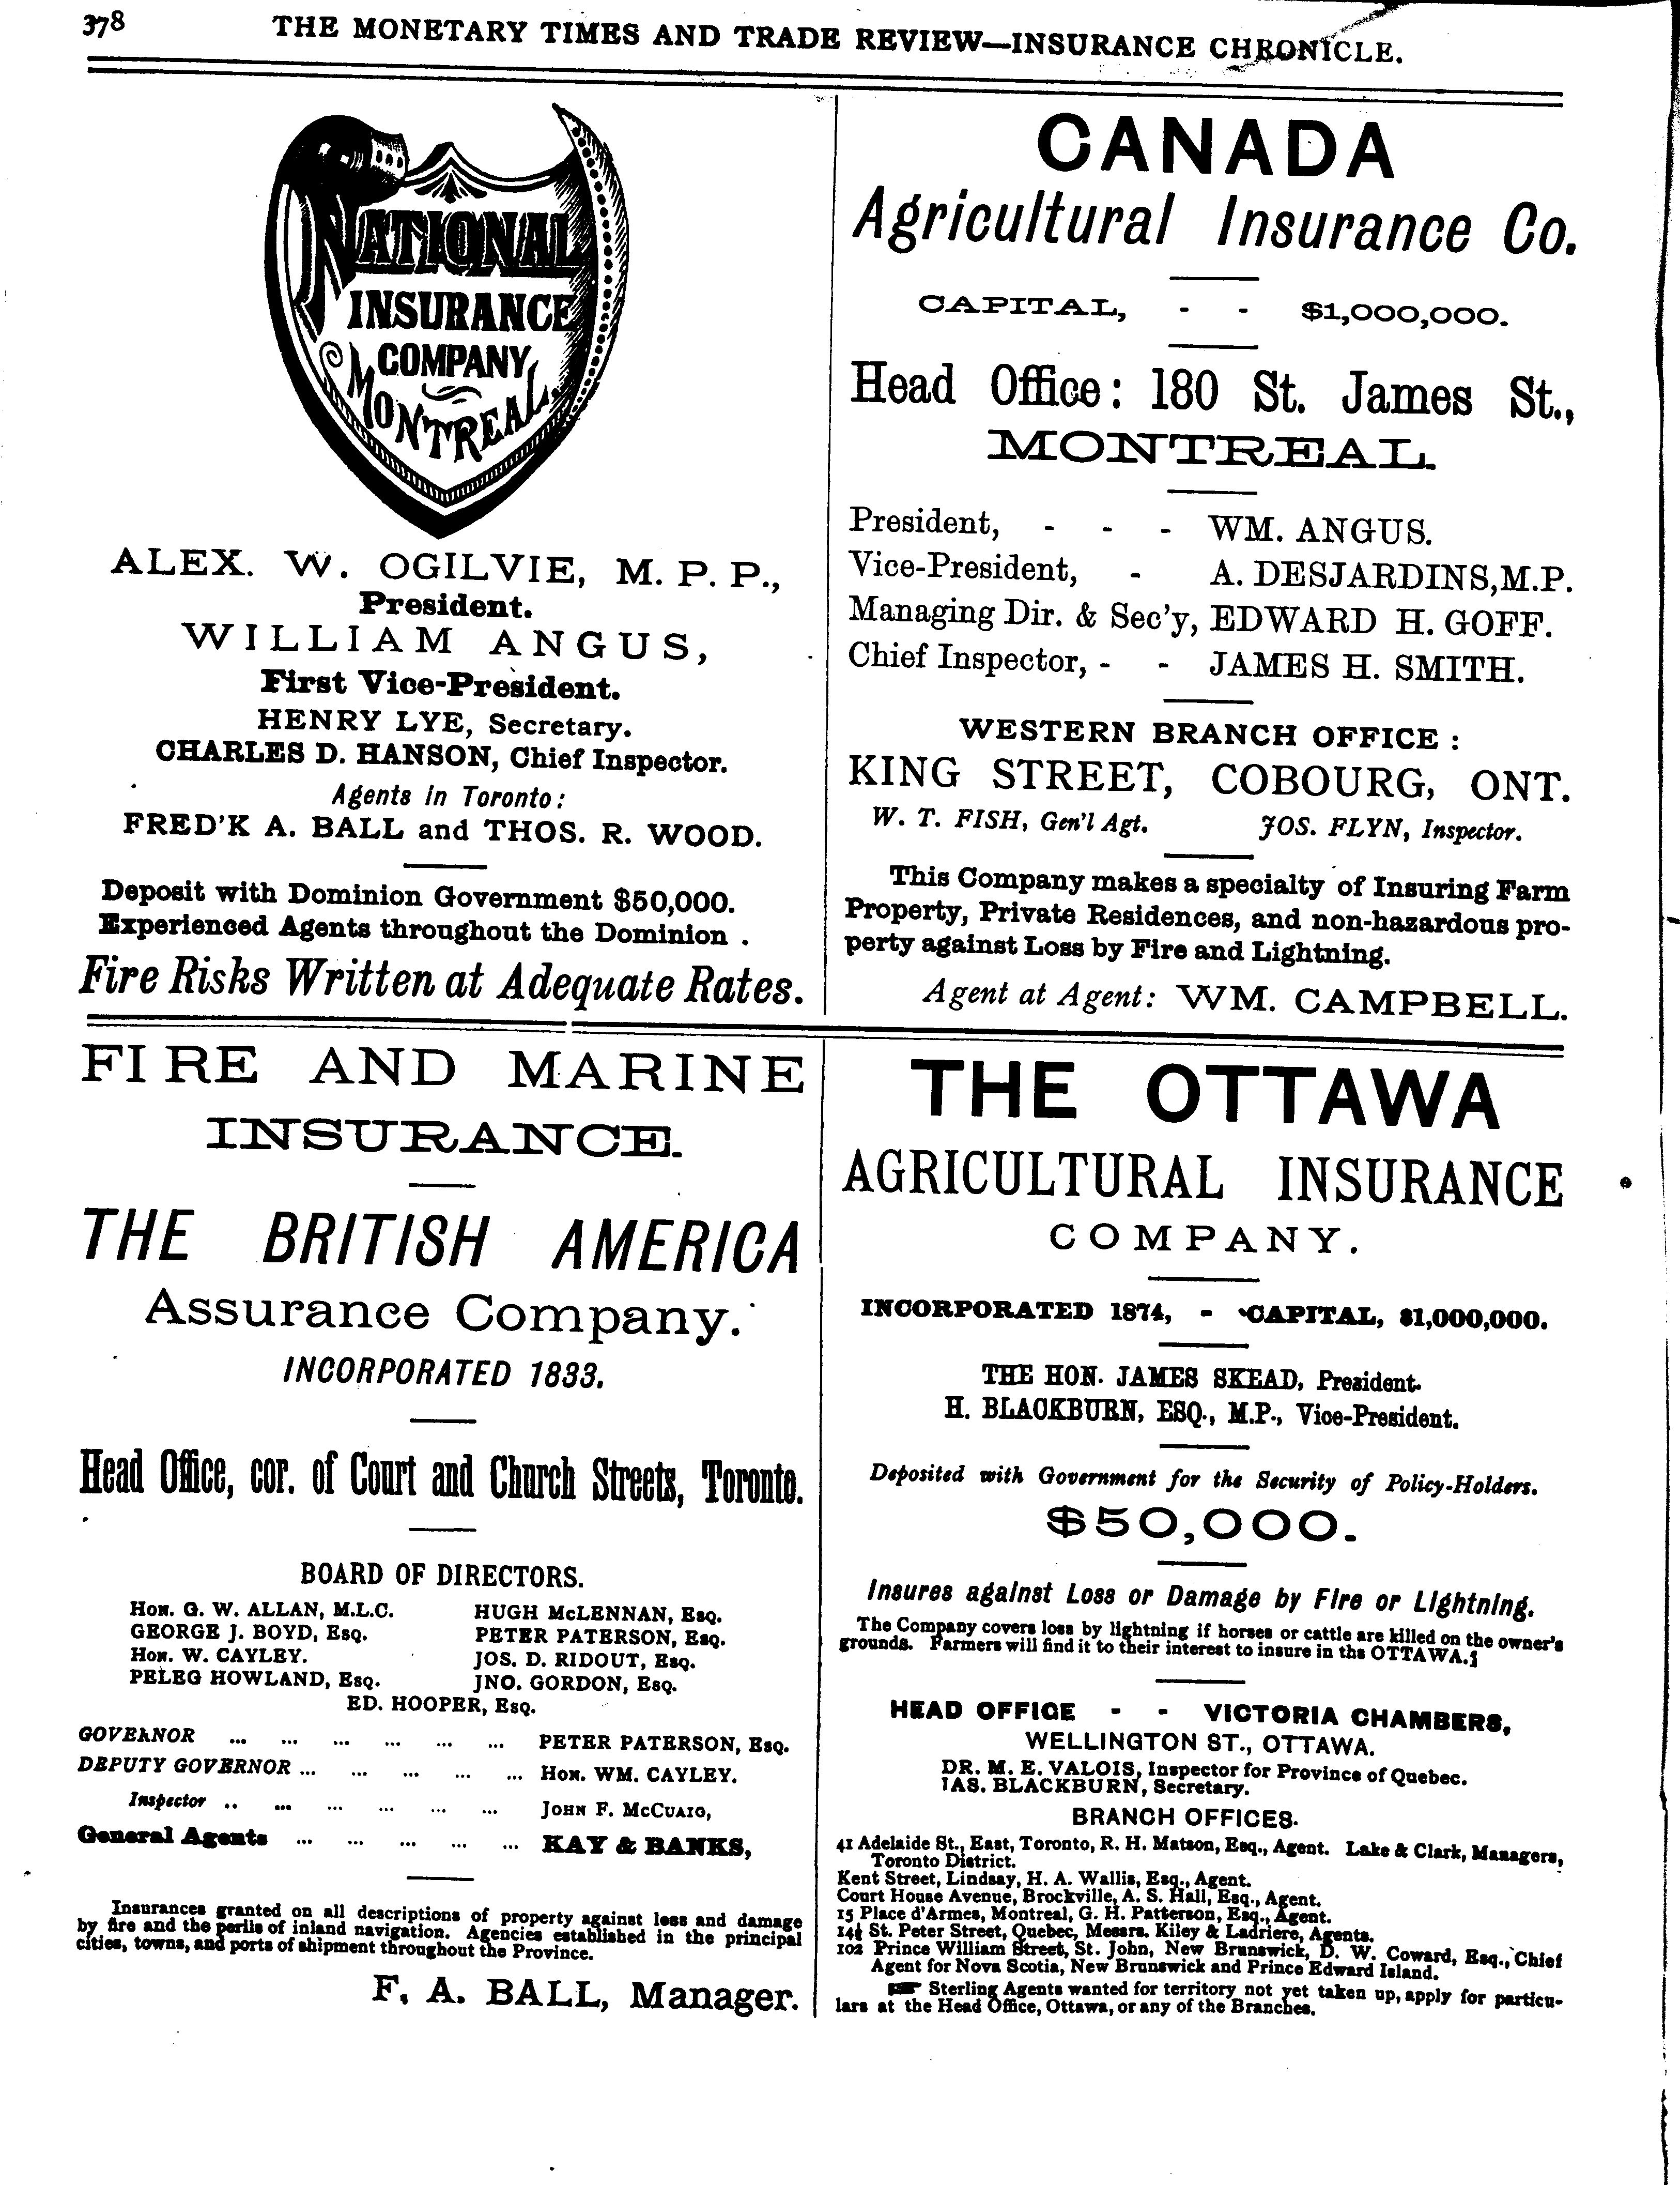 378
THE MONETARY TIMES AND TRADE REVIEW—INSURANCE CHRONICLE.
NATIONAL
INSURANCE
COMPANY
MONTREAL.
ALEX. W. OGILVIE, M. P. P.,
President.
WILLIAM ANGUS,
First Vice-President.
HENRY LYE, Secretary.
CHARLES D. HANSON, Chief Inspector.
Agents in Toronto:
FRED'K A. BALL and THOS. R. WOOD.
Deposit with Dominion Government $50,000.
Experienced Agents throughout the Dominion .
Fire Risks Written at Adequate Rates.
CANADA
Agricultural Insurance Co.
CAPITAL, - - $1,000,000.
Head Office: 180 St. James St.,
MONTREAL.
President, - - - WM. ANGUS.
Vice-President, - A. DESJARDINS,M.P.
Managing Dir. & Sec'y, EDWARD H. GOFF.
Chief Inspector, - - JAMES H. SMITH.
WESTERN BRANCH OFFICE :
KING STREET, COBOURG, ONT.
W. T. FISH, Gen'l Agt. JOS. FLYN, Inspector.
This Company makes a specialty of Insuring Farm
Property, Private Residences, and non-hazardous pro-
perty against Loss by Fire and Lightning.
Agent at Agent: WM. CAMPBELL.
FIRE AND MARINE
INSURANCE.
THE BRITISH AMERICA
Assurance Company.
INCORPORATED 1833.
Head Office, cor. of Court and Church Streets, Toronto.
BOARD OF DIRECTORS.
HON. G. W. ALLAN, M.L.C. HUGH McLENNAN, ESQ.
GEORGE J. BOYD, ESQ. PETER PATERSON, ESQ.
HON. W. CAYLEY. JOS. D. RIDOUT, ESQ.
PELEG HOWLAND, ESQ. JNO. GORDON, ESQ.
ED. HOOPER, ESQ.
GOVERNOR ... ... ... ... ... ... PETER PATERSON, ESQ.
DEPUTY GOVERNOR ... ... ... ... ... HON. WM. CAYLEY.
Inspector .. ... ... ... ... ... JOHN F. MCCUAIG,
General Agents ... ... ... ... ... KAY & BANKS,
Insurances granted on all descriptions of property against loss and damage
by fire and the perils of inland navigation. Agencies established in the principal
cities, towns, and ports of shipment throughout the Province.
F. A. BALL, Manager.
THE OTTAWA
AGRICULTURAL INSURANCE
COMPANY.
INCORPORATED 1874, - CAPITAL, $1,000,000.
THE HON. JAMES SKEAD, President.
H. BLACKBURN, ESQ., M.P., Vice-President.
Deposited with Government for the Security of Policy-Holders.
$50,000.
Insures against Loss or Damage by Fire or Lightning.
The Company covers loss by lightning if horses or cattle are killed on the owner's
grounds. Farmers will find it to their interest to insure in the OTTAWA.
HEAD OFFICE - - VICTORIA CHAMBERS,
WELLINGTON ST., OTTAWA.
DR. M. E. VALOIS, Inspector for Province of Quebec.
JAS. BLACKBURN, Secretary.
BRANCH OFFICES.
41 Adelaide St., East, Toronto, R. H. Matson, Esq., Agent. Lake & Clark, Managers,
Toronto District.
Kent Street, Lindsay, H. A. Wallis, Esq., Agent.
Court House Avenue, Brockville, A. S. Hall, Esq., Agent.
15 Place d'Armes, Montreal, G. H. Patterson, Esq., Agent.
14½ St. Peter Street, Quebec, Messrs. Kiley & Ladriere, Agents.
102 Prince William Street, St. John, New Brunswick, D. W. Coward, Esq., Chief
Agent for Nova Scotia, New Brunswick and Prince Edward Island.
☞ Sterling Agents wanted for territory not yet taken up, apply for particu-
lars at the Head Office, Ottawa, or any of the Branches.